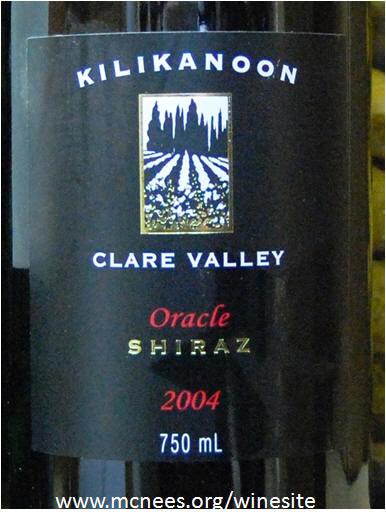 KILIKANOON
CLARE VALLEY
Oracle
SHIRAZ
2004
750 mL
www.mcnees.org/winesite